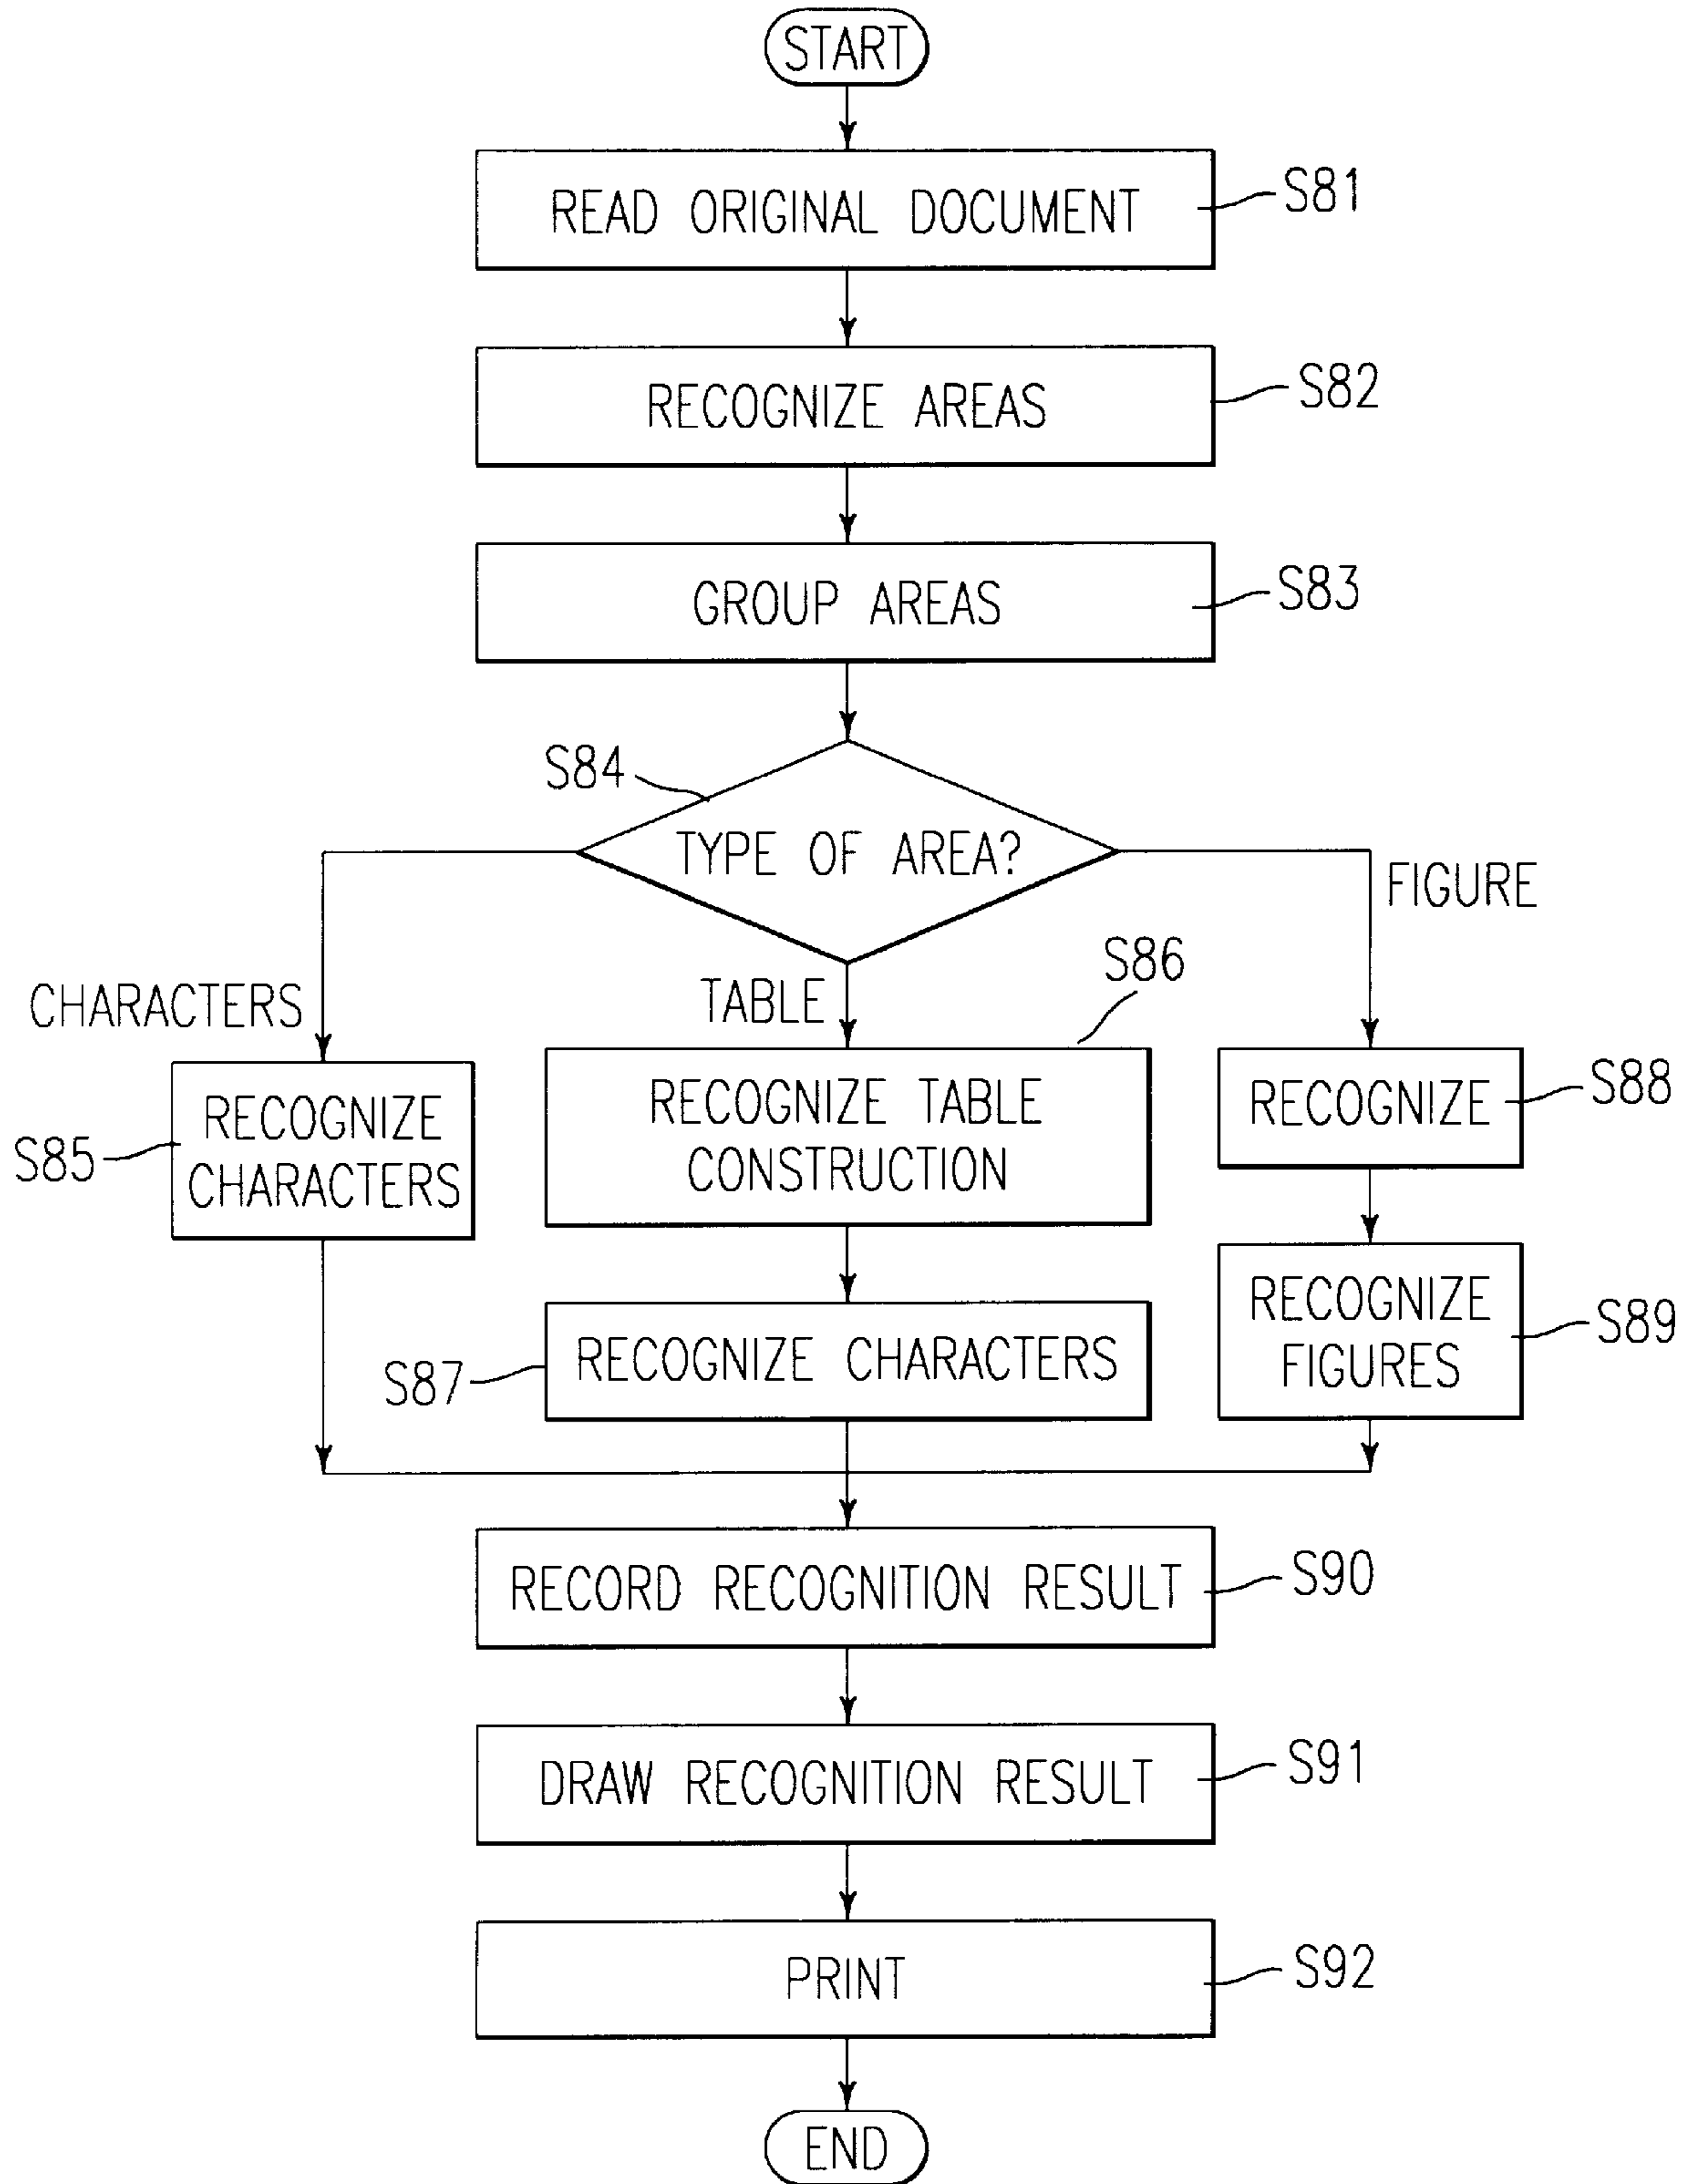 START
READ ORIGINAL DOCUMENT
S81
RECOGNIZE AREAS
S82
GROUP AREAS
S83
S84
TYPE OF AREA?
FIGURE
CHARACTERS
TABLE
S86
RECOGNIZE
CHARACTERS
S85
RECOGNIZE TABLE
CONSTRUCTION
RECOGNIZE
S88
S87
RECOGNIZE CHARACTERS
RECOGNIZE
FIGURES
S89
RECORD RECOGNITION RESULT
S90
DRAW RECOGNITION RESULT
S91
PRINT
S92
END